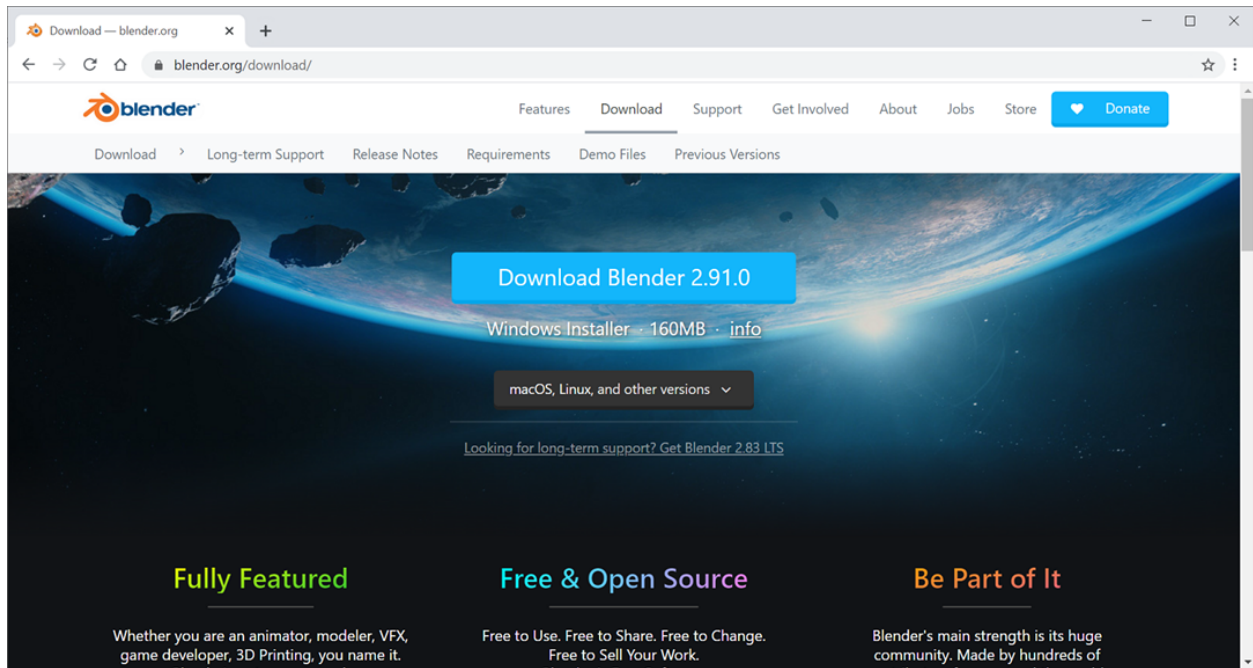 Download — blender.org
blender.org/download/
blender
Features Download Support Get Involved About Jobs Store Donate
Download > Long-term Support Release Notes Requirements Demo Files Previous Versions
Download Blender 2.91.0
Windows Installer · 160MB · info
macOS, Linux, and other versions
Looking for long-term support? Get Blender 2.83 LTS
Fully Featured
Whether you are an animator, modeler, VFX,
game developer, 3D Printing, you name it.
Free & Open Source
Free to Use. Free to Share. Free to Change.
Free to Sell Your Work.
Be Part of It
Blender's main strength is its huge
community. Made by hundreds of